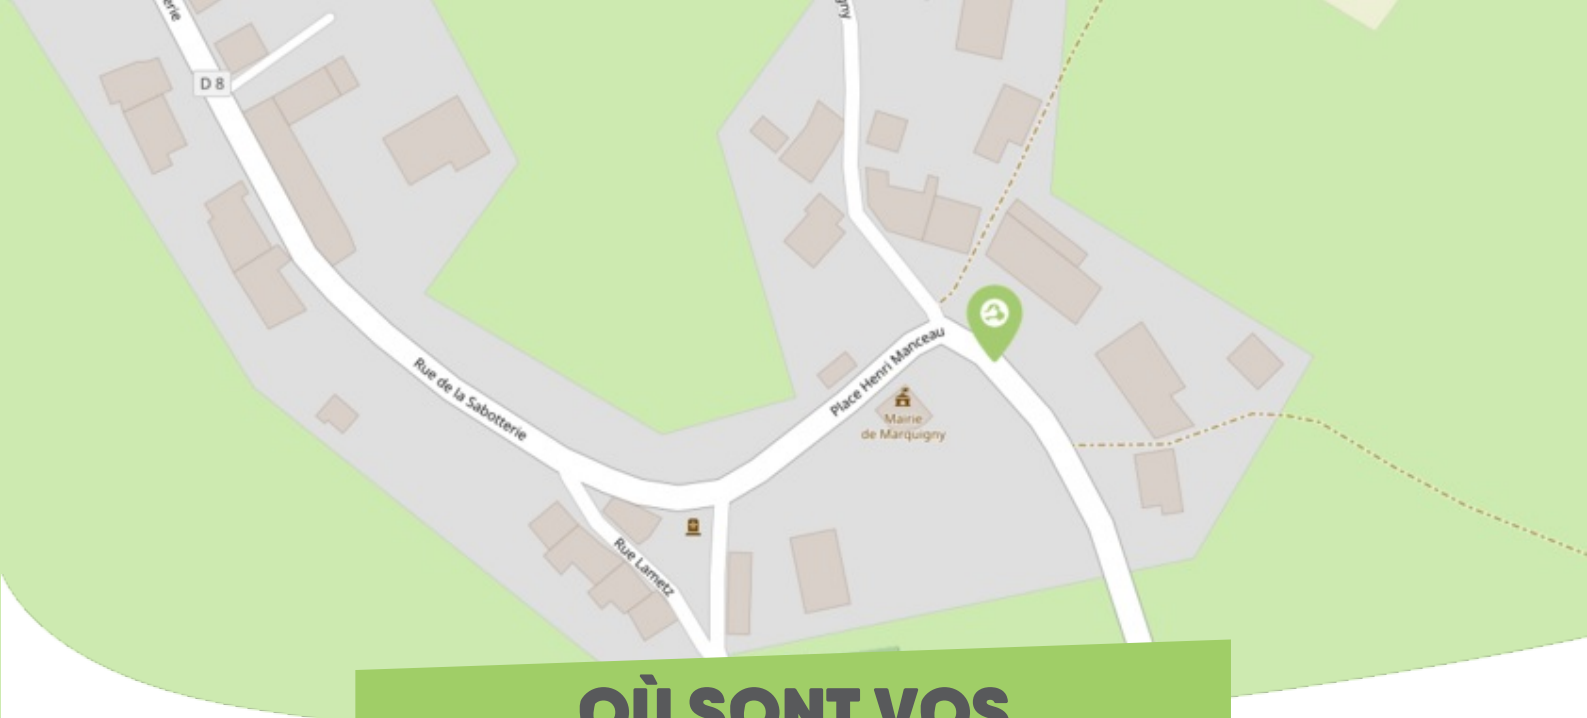 D 8
Rue de la Sabotterie
Place Henri Manceau
Mairie
de Marquigny
Rue Lametz
OÙ SONT VOS